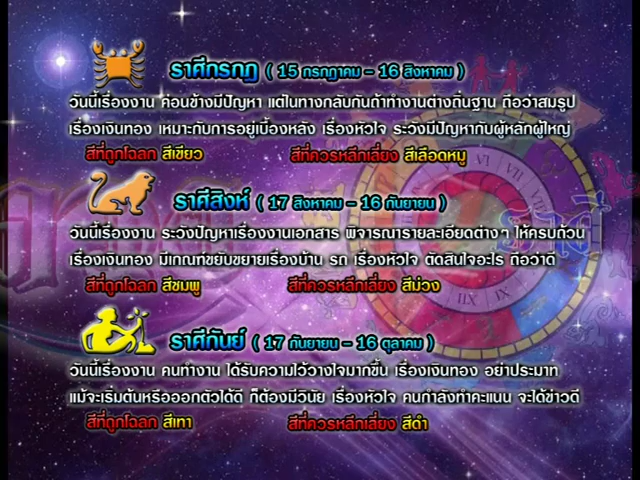 ราศีกรกฎ ( 15 กรกฎาคม - 16 สิงหาคม )
วันนี้เรื่องงาน ค่อนข้างมีปัญหา แต่ในทางกลับกันถ้าทำงานต่างถิ่นฐาน ถือว่าสมรูป
เรื่องเงินทอง เหมาะกับการอยู่เบื้องหลัง เรื่องหัวใจ ระวังมีปัญหากับผู้หลักผู้ใหญ่
สีที่ถูกโฉลก สีเขียว สีที่ควรหลีกเลี่ยง สีเลือดหมู
ราศีสิงห์ ( 17 สิงหาคม - 16 กันยายน )
วันนี้เรื่องงาน ระวังปัญหาเรื่องงานเอกสาร พิจารณารายละเอียดต่างๆ ให้ครบถ้วน
เรื่องเงินทอง มีเกณฑ์ขยับขยายเรื่องบ้าน รถ เรื่องหัวใจ ตัดสินใจอะไร ถือว่าดี
สีที่ถูกโฉลก สีชมพู สีที่ควรหลีกเลี่ยง สีม่วง
ราศีกันย์ ( 17 กันยายน - 16 ตุลาคม )
วันนี้เรื่องงาน คนทำงาน ได้รับความไว้วางใจมากขึ้น เรื่องเงินทอง อย่าประมาท
แม้จะเริ่มต้นหรือออกตัวได้ดี ก็ต้องมีวินัย เรื่องหัวใจ คนกำลังทำคะแนน จะได้ข่าวดี
สีที่ถูกโฉลก สีเทา สีที่ควรหลีกเลี่ยง สีดำ